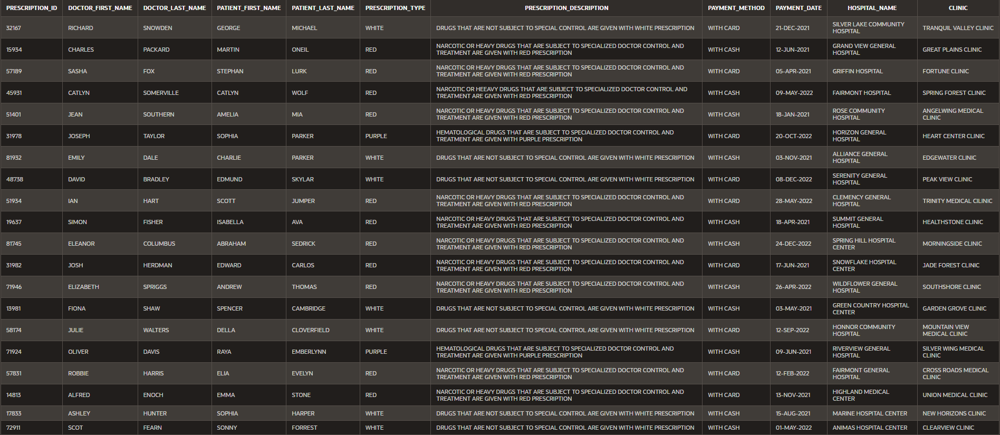 PRESCRIPTION_ID DOCTOR_FIRST_NAME DOCTOR_LAST_NAME PATIENT_FIRST_NAME PATIENT_LAST_NAME PRESCRIPTION_TYPE PRESCRIPTION_DESCRIPTION PAYMENT_METHOD PAYMENT_DATE HOSPITAL_NAME CLINIC
32167 RICHARD SNOWDEN GEORGE MICHAEL WHITE DRUGS THAT ARE NOT SUBJECT TO SPECIAL CONTROL ARE GIVEN WITH WHITE PRESCRIPTION WITH CARD 21-DEC-2021 SILVER LAKE COMMUNITY HOSPITAL TRANQUIL VALLEY CLINIC
15934 CHARLES PACKARD MARTIN ONEIL RED NARCOTIC OR HEAVY DRUGS THAT ARE SUBJECT TO SPECIALIZED DOCTOR CONTROL AND TREATMENT ARE GIVEN WITH RED PRESCRIPTION WITH CASH 12-JUN-2021 GRAND VIEW GENERAL HOSPITAL GREAT PLAINS CLINIC
57189 SASHA FOX STEPHAN LURK RED NARCOTIC OR HEAVY DRUGS THAT ARE SUBJECT TO SPECIALIZED DOCTOR CONTROL AND TREATMENT ARE GIVEN WITH RED PRESCRIPTION WITH CARD 05-APR-2021 GRIFFIN HOSPITAL FORTUNE CLINIC
45931 CATLYN SOMERVILLE CATLYN WOLF RED NARCOTIC OR HEEAVY DRUGS THAT ARE SUBJECT TO SPECIALIZED DOCTOR CONTROL AND TREATMENT ARE GIVEN WITH RED PRESCRIPTION WITH CASH 09-MAY-2022 FAIRMONT HOSPITAL SPRING FOREST CLINIC
51401 JEAN SOUTHERN AMELIA MIA RED NARCOTIC OR HEAVY DRUGS THAT ARE SUBJECT TO SPECIALIZED DOCTOR CONTROL AND TREATMENT ARE GIVEN WITH RED PRESCRIPTION WITH CASH 18-JAN-2021 ROSE COMMUNITY HOSPITAL ANGELWING MEDICAL CLINIC
31978 JOSEPH TAYLOR SOPHIA PARKER PURPLE HEMATOLOGICAL DRUGS THAT ARE SUBJECT TO SPECIALIZED DOCTOR CONTROL AND TREATMENT ARE GIVEN WITH PURPLE PRESCRIPTION WITH CARD 20-OCT-2022 HORIZON GENERAL HOSPITAL HEART CENTER CLINIC
81932 EMILY DALE CHARLIE PARKER WHITE DRUGS THAT ARE NOT SUBJECT TO SPECIAL CONTROL ARE GIVEN WITH WHITE PRESCRIPTION WITH CASH 03-NOV-2021 ALLIANCE GENERAL HOSPITAL EDGEWATER CLINIC
48738 DAVID BRADLEY EDMUND SKYLAR WHITE DRUGS THAT ARE NOT SUBJECT TO SPECIAL CONTROL ARE GIVEN WITH WHITE PRESCRIPTION WITH CARD 08-DEC-2022 SERENITY GENERAL HOSPITAL PEAK VIEW CLINIC
51934 IAN HART SCOTT JUMPER RED NARCOTIC OR HEAVY DRUGS THAT ARE SUBJECT TO SPECIALIZED DOCTOR CONTROL AND TREATMENT ARE GIVEN WITH RED PRESCRIPTION WITH CARD 28-MAY-2022 CLEMENCY GENERAL HOSPITAL TRINITY MEDICAL CILINIC
19637 SIMON FISHER ISABELLA AVA RED NARCOTIC OR HEAVY DRUGS THAT ARE SUBJECT TO SPECIALIZED DOCTOR CONTROL AND TREATMENT ARE GIVEN WITH RED PRESCRIPTION WITH CASH 18-APR-2021 SUMMIT GENERAL HOSPITAL HEALTHSTONE CLINIC
81745 ELEANOR COLUMBUS ABRAHAM SEDRICK RED NARCOTIC OR HEAVY DRUGS THAT ARE SUBJECT TO SPECIALIZED DOCTOR CONTROL AND TREATMENT ARE GIVEN WITH RED PRESCRIPTION WITH CASH 24-DEC-2022 SPRING HILL HOSPITAL CENTER MORNINGSIDE CLINIC
31982 JOSH HERDMAN EDWARD CARLOS RED NARCOTIC OR HEAVY DRUGS THAT ARE SUBJECT TO SPECIALIZED DOCTOR CONTROL AND TREATMENT ARE GIVEN WITH RED PRESCRIPTION WITH CARD 17-JUN-2021 SNOWFLAKE HOSPITAL CENTER JADE FOREST CLINIC
71946 ELIZABETH SPRIGGS ANDREW THOMAS RED NARCOTIC OR HEAVY DRUGS THAT ARE SUBJECT TO SPECIALIZED DOCTOR CONTROL AND TREATMENT ARE GIVEN WITH RED PRESCRIPTION WITH CASH 26-APR-2022 WILDFLOWER GENERAL HOSPITAL SOUTHSHORE CLINIC
13981 FIONA SHAW SPENCER CAMBRIDGE WHITE DRUGS THAT ARE NOT SUBJECT TO SPECIAL CONTROL ARE GIVEN WITH WHITE PRESCRIPTION WITH CASH 03-MAY-2021 GREEN COUNTRY HOSPITAL CENTER GARDEN GROVE CLINIC
58174 JULIE WALTERS DELLA CLOVERFIELD WHITE DRUGS THAT ARE NOT SUBJECT TO SPECIAL CONTROL ARE GIVEN WITH WHITE PRESCRIPTION WITH CARD 12-SEP-2022 HONNOR COMMUNITY HOSPITAL MOUNTAIN VIEW MEDICAL CLINIC
71924 OLIVER DAVIS RAYA EMBERLYNN PURPLE HEMATOLOGICAL DRUGS THAT ARE SUBJECT TO SPECIALIZED DOCTOR CONTROL AND TREATMENT ARE GIVEN WITH PURPLE PRESCRIPTION WITH CASH 09-JUN-2021 RIVERVIEW GENERAL HOSPITAL SILVER WING MEDICAL CLINIC
57831 ROBBIE HARRIS ELIA EVELYN RED NARCOTIC OR HEAVY DRUGS THAT ARE SUBJECT TO SPECIALIZED DOCTOR CONTROL AND TREATMENT ARE GIVEN WITH RED PRESCRIPTION WITH CARD 12-FEB-2022 FAIRMONT GENERAL HOSPITAL CROSS ROADS MEDICAL CLINIC
14813 ALFRED ENOCH EMMA STONE RED NARCOTIC OR HEAVY DRUGS THAT ARE SUBJECT TO SPECIALIZED DOCTOR CONTROL AND TREATMENT ARE GIVEN WITH RED PRESCRIPTION WITH CARD 13-NOV-2021 HIGHLAND MEDICAL CENTER UNION MEDICAL CLINIC
17833 ASHLEY HUNTER SOPHIA HARPER WHITE DRUGS THAT ARE NOT SUBJECT TO SPECIAL CONTROL ARE GIVEN WITH WHITE PRESCRIPTION WITH CASH 15-AUG-2021 MARINE HOSPITAL CENTER NEW HORIZONS CLINIC
72911 SCOT FEARN SONNY FORREST WHITE DRUGS THAT ARE NOT SUBJECT TO SPECIAL CONTROL ARE GIVEN WITH WHITE PRESCRIPTION WITH CASH 01-MAY-2022 ANIMAS HOSPITAL CENTER CLEARVIEW CLINIC